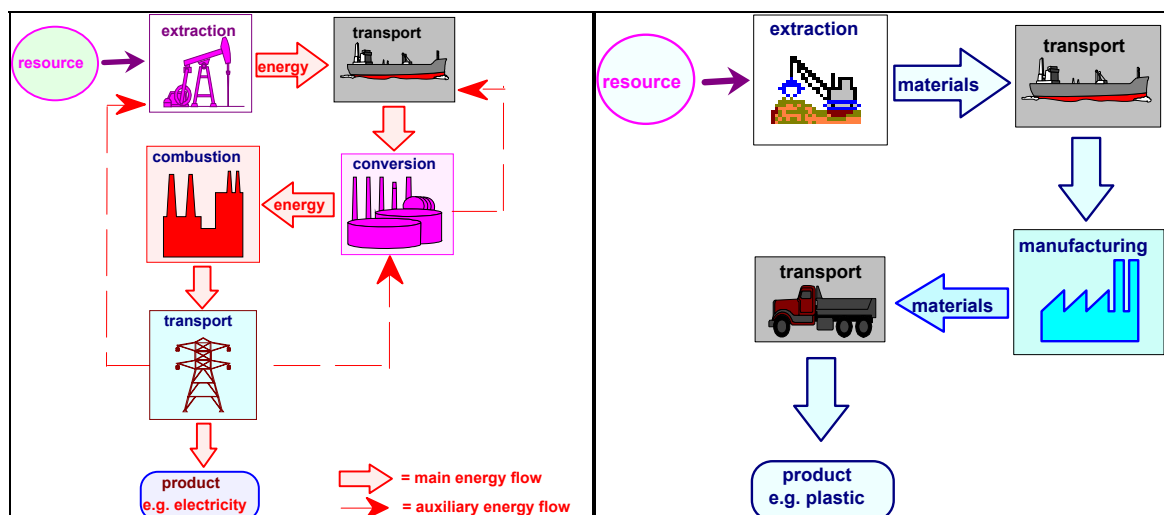 extraction
transport
resource
energy
combustion
conversion
energy
transport
product
e.g. electricity
= main energy flow
= auxiliary energy flow
extraction
transport
resource
materials
manufacturing
transport
materials
product
e.g. plastic